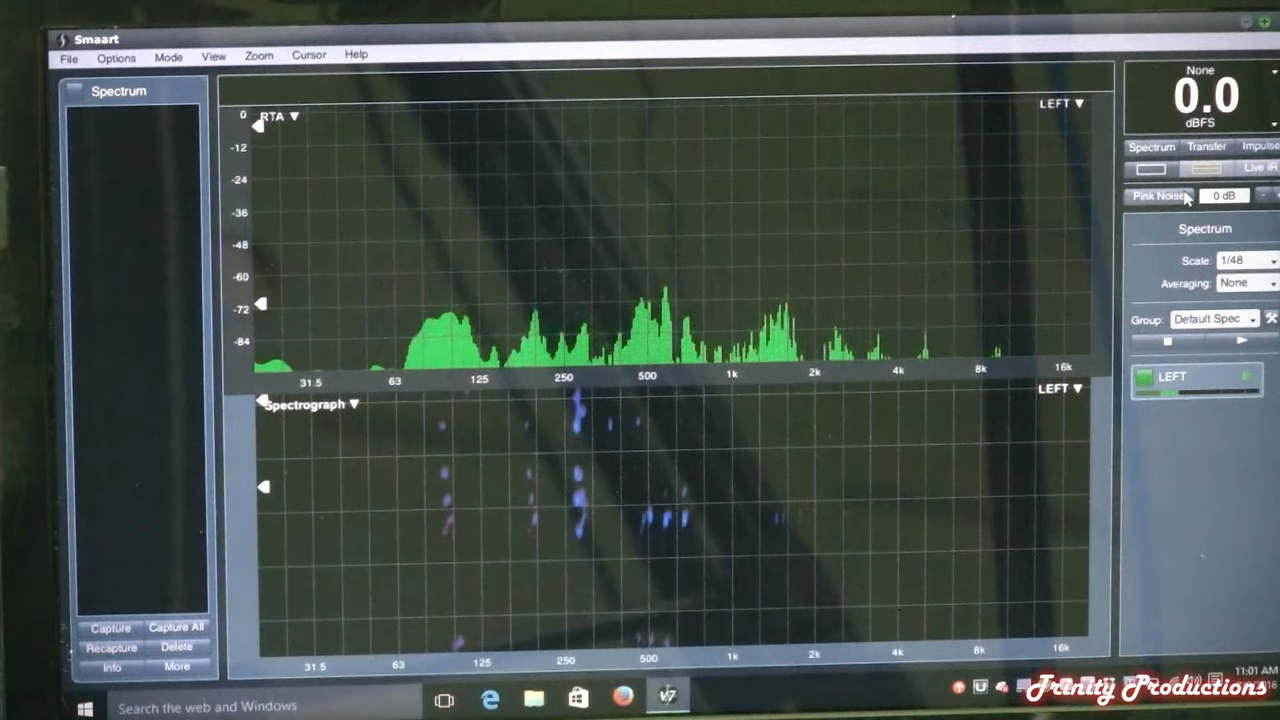 Smaart
File Options Mode View Zoom Cursor Help
Spectrum
RTA
LEFT
0
-12
-24
-36
-48
-60
-72
-84
31.5 63 125 250 500 1k 2k 4k 8k 16k
Spectrograph
LEFT
31.5 63 125 250 500 1k 2k 4k 8k 16k
Capture Capture All
Recapture Delete
Info More
None
0.0
dBFS
Spectrum Transfer Impulse
Live IR
Pink Noise 0 dB
Spectrum
Scale: 1/48
Averaging: None
Group: Default Spec
LEFT
Search the web and Windows
V7
11:01 AM
Trinity Productions